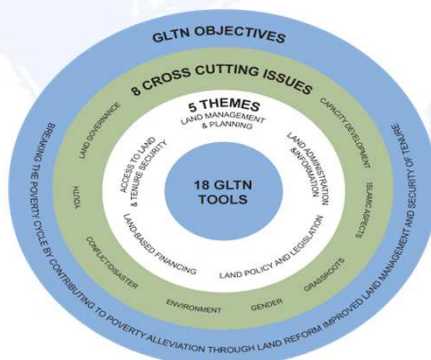 GLTN OBJECTIVES
BREAKING THE POVERTY CYCLE BY CONTRIBUTING TO POVERTY ALLEVIATION THROUGH LAND REFORM IMPROVED LAND MANAGEMENT AND SECURITY OF TENURE
8 CROSS CUTTING ISSUES
LAND GOVERNANCE
CAPACITY DEVELOPMENT
YOUTH
ISLAMIC ASPECTS
CONFLICT/DISASTER
ENVIRONMENT
GENDER
GRASSROOTS
5 THEMES
LAND MANAGEMENT
& PLANNING
ACCESS TO LAND
& TENURE SECURITY
LAND ADMINISTRATION
& INFORMATION
LAND-BASED FINANCING
LAND POLICY AND LEGISLATION
18 GLTN
TOOLS